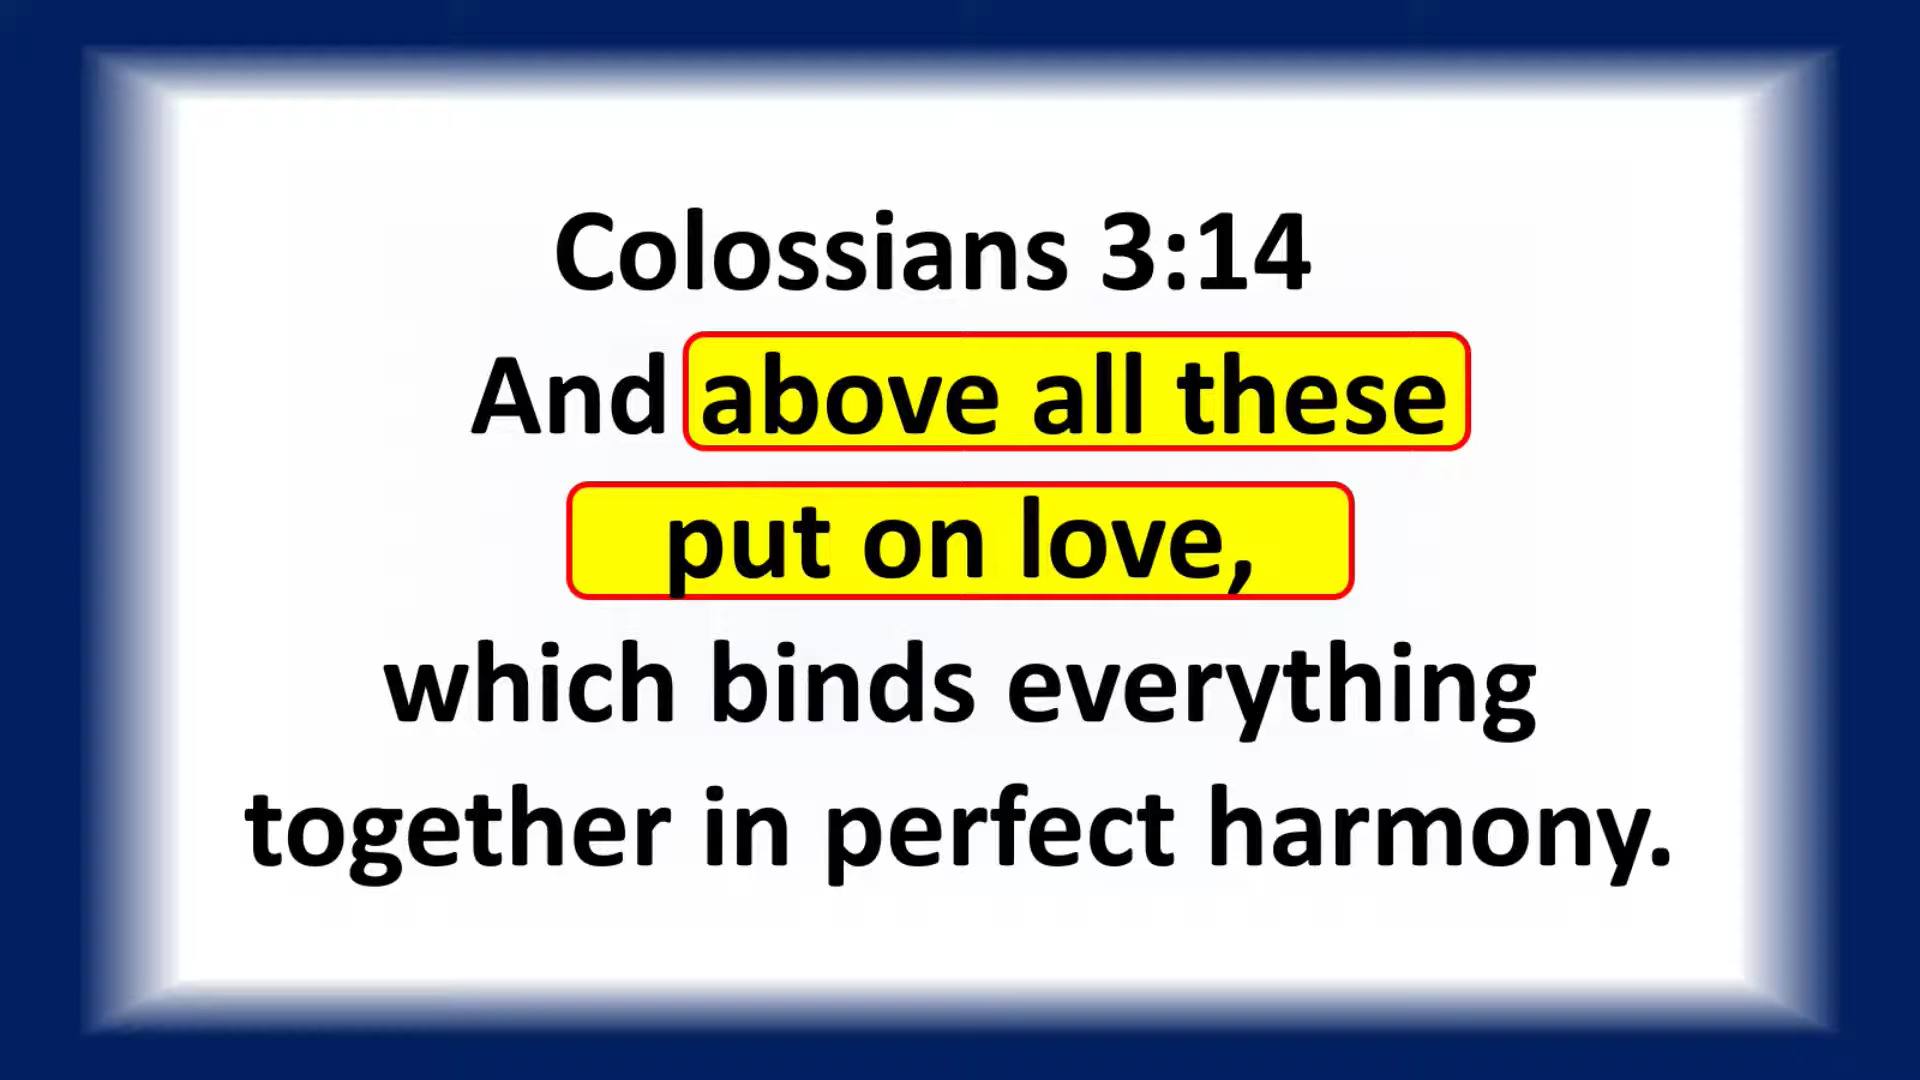 Colossians 3:14
And above all these
put on love,
which binds everything
together in perfect harmony.